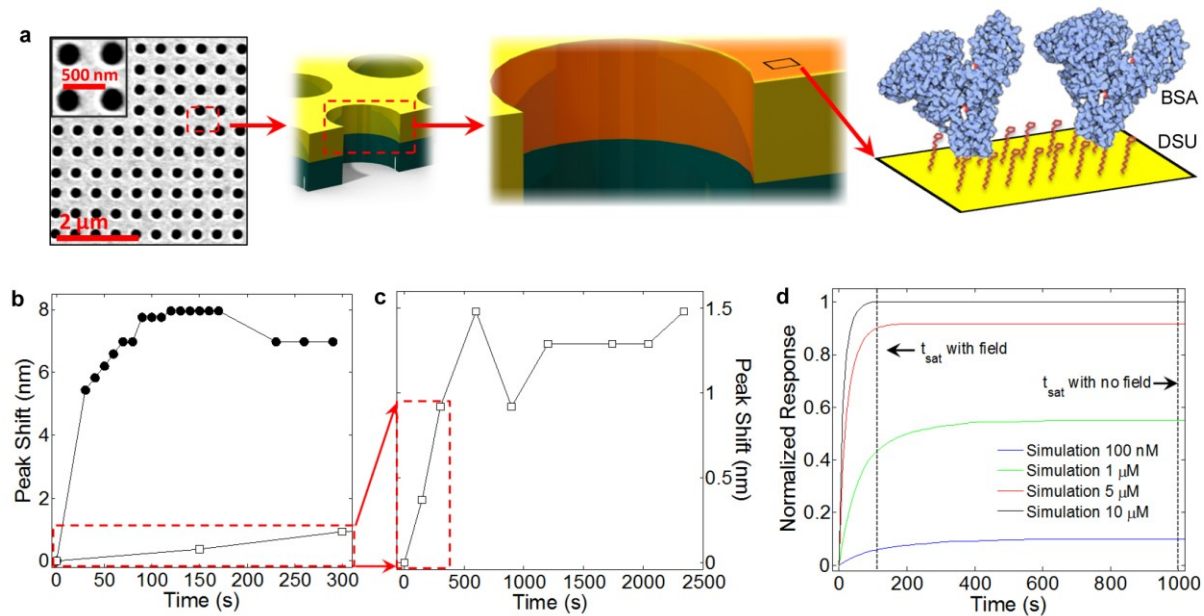 a
500 nm
2 μm
BSA
DSU
b
Peak Shift (nm)
8
6
4
2
0
0 50 100 150 200 250 300
Time (s)
c
1.5
1
0.5
0
Peak Shift (nm)
0 500 1000 1500 2000 2500
Time (s)
d
Normalized Response
1
0.8
0.6
0.4
0.2
0
t_sat with field
t_sat with no field
Simulation 100 nM
Simulation 1 μM
Simulation 5 μM
Simulation 10 μM
0 200 400 600 800 1000
Time (s)